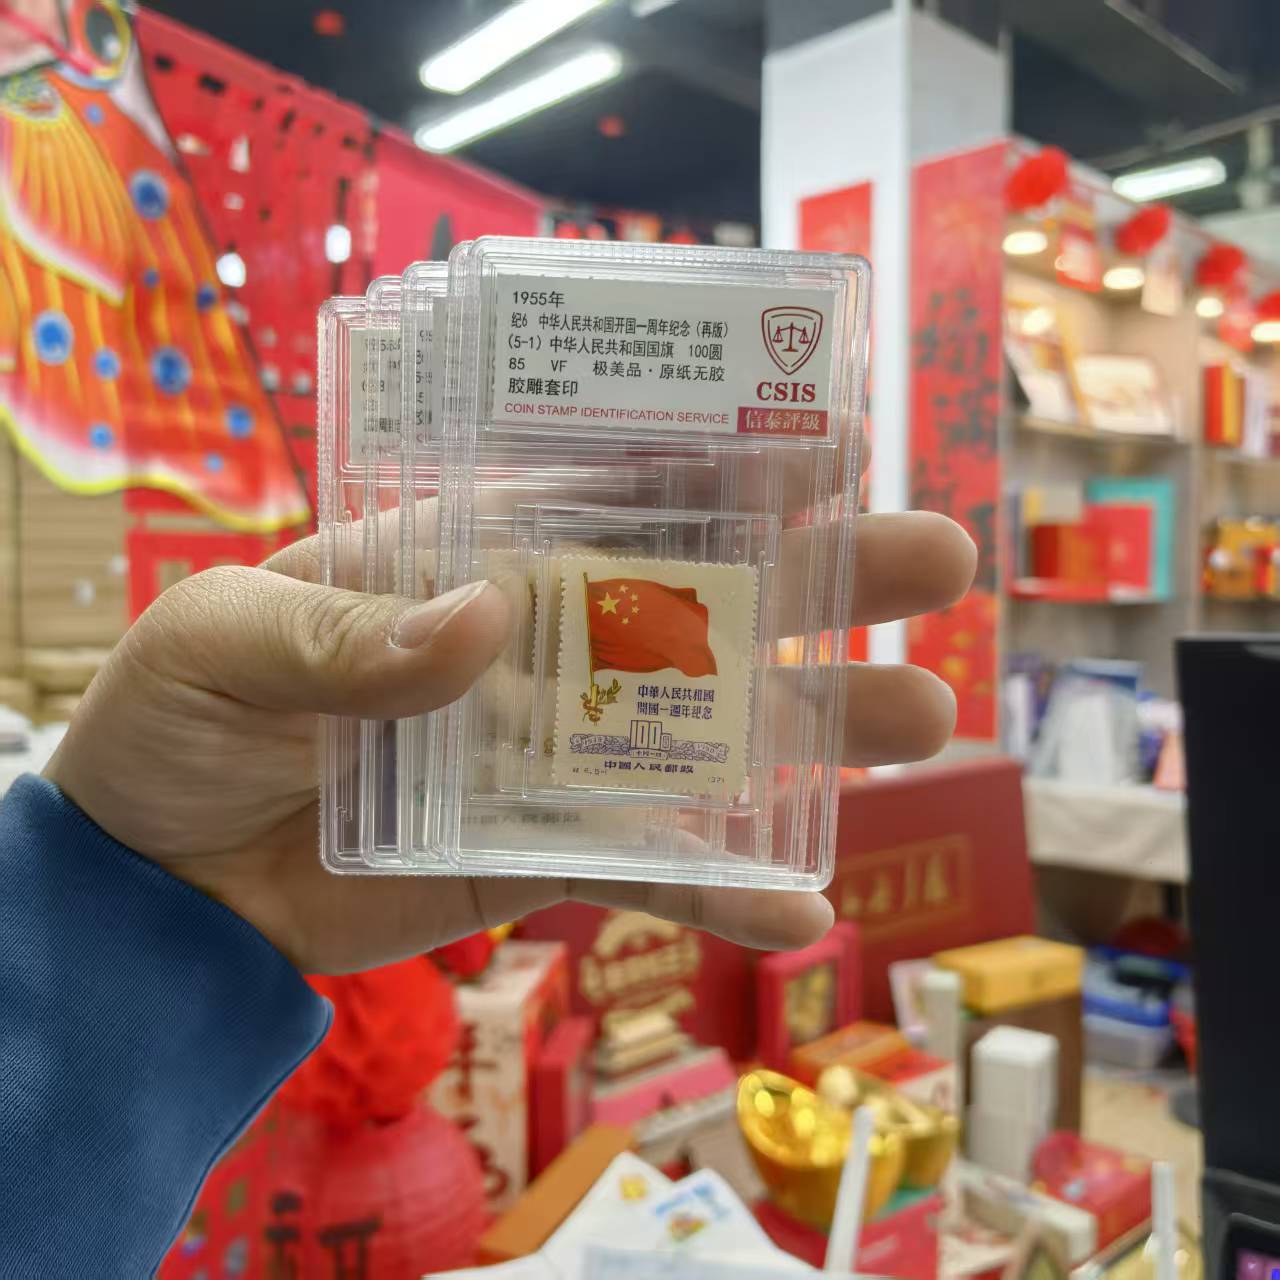 1955年
纪6 中华人民共和国开国一周年纪念（再版）
(5-1) 中华人民共和国国旗 100圆
85 VF 极美品·原纸无胶
胶雕套印
COIN STAMP IDENTIFICATION SERVICE
CSIS
信泰評級
中華人民共和國
開國一週年紀念
100
中國人民郵政